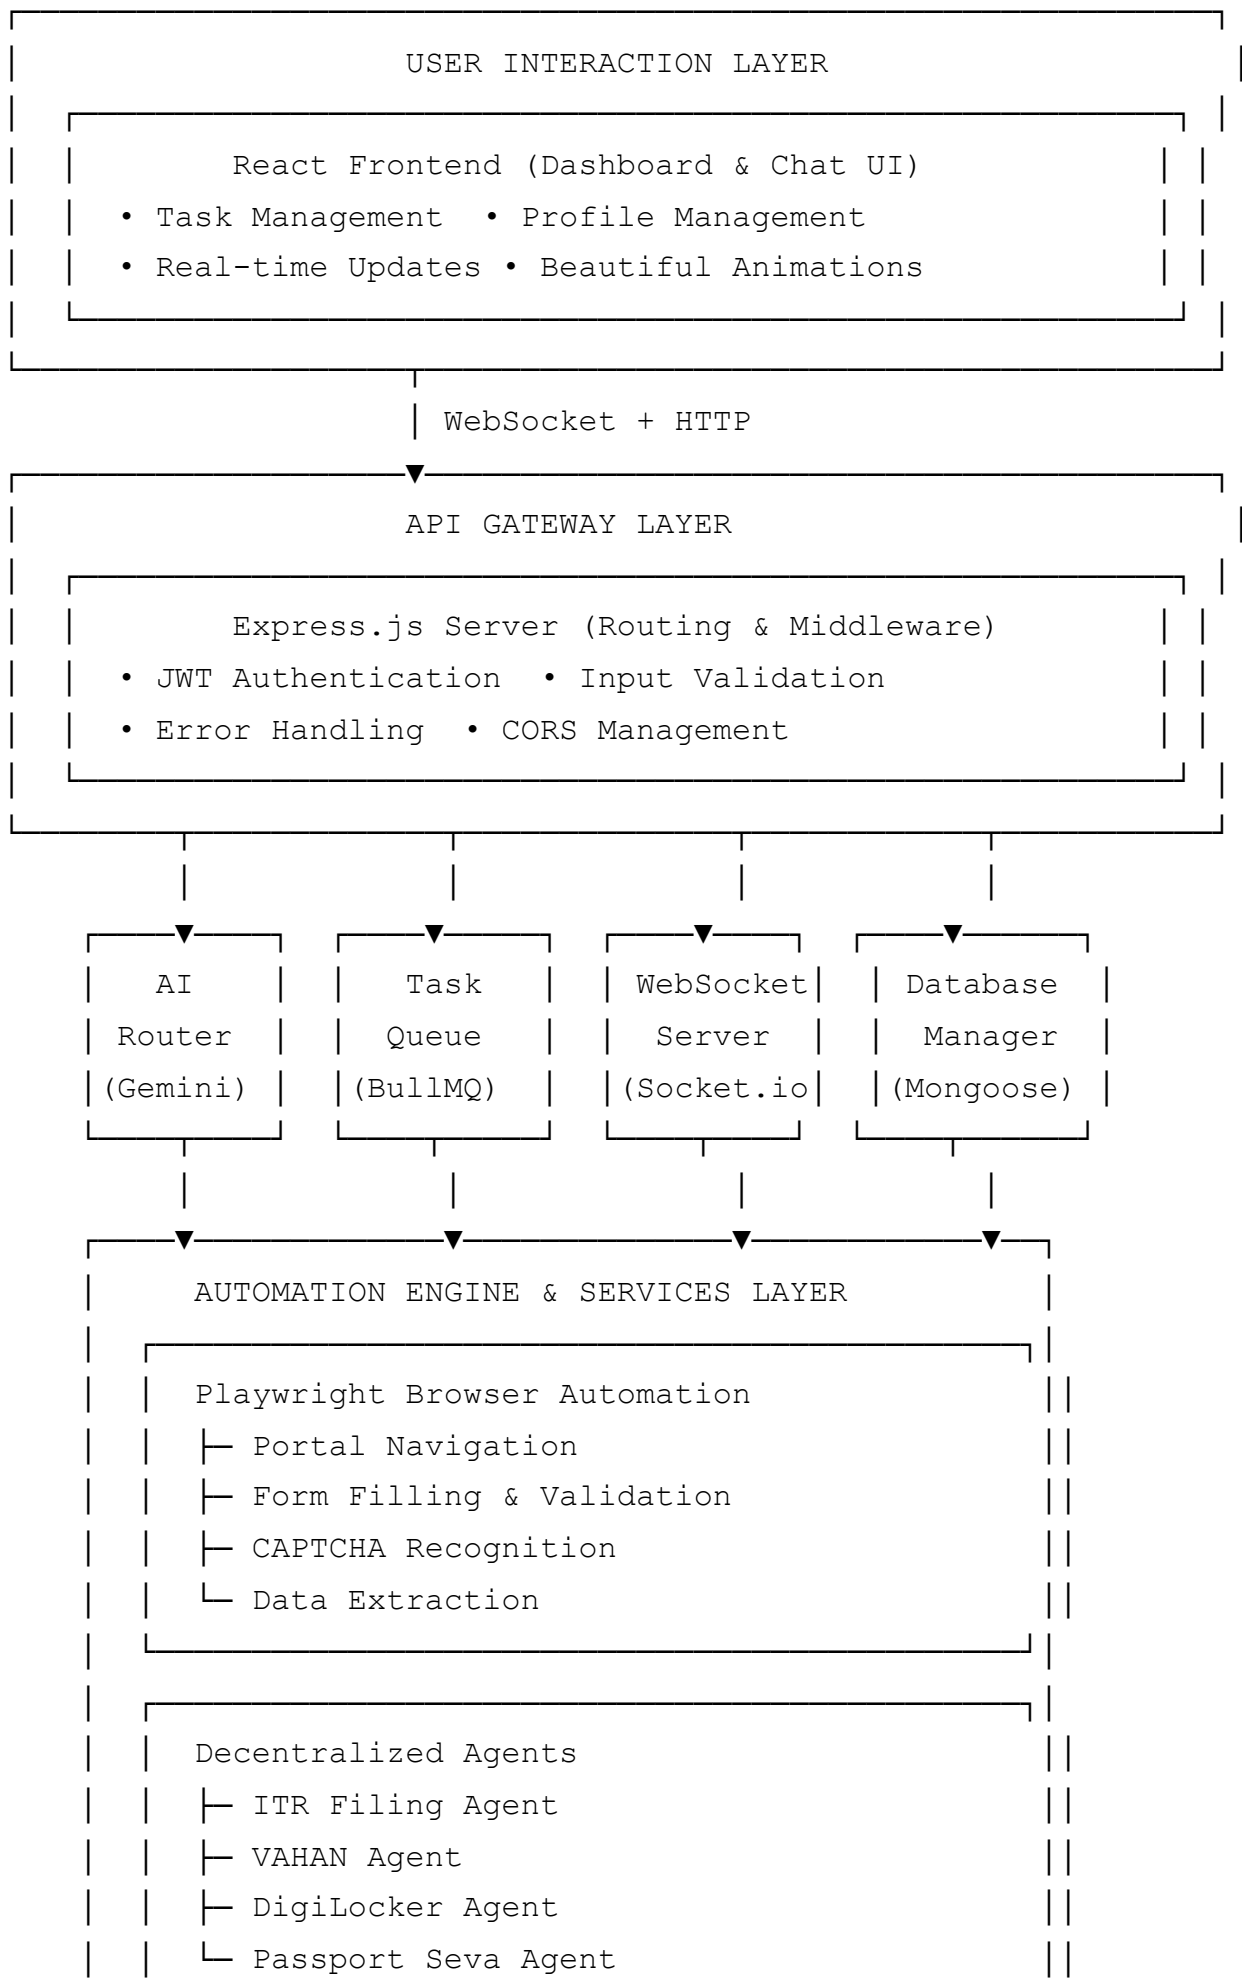 USER INTERACTION LAYER
React Frontend (Dashboard & Chat UI)
• Task Management • Profile Management
• Real-time Updates • Beautiful Animations
WebSocket + HTTP
API GATEWAY LAYER
Express.js Server (Routing & Middleware)
• JWT Authentication • Input Validation
• Error Handling • CORS Management
AI Task WebSocket Database
Router Queue Server Manager
(Gemini) (BullMQ) (Socket.io (Mongoose)
AUTOMATION ENGINE & SERVICES LAYER
Playwright Browser Automation
├─ Portal Navigation
├─ Form Filling & Validation
├─ CAPTCHA Recognition
└─ Data Extraction
Decentralized Agents
├─ ITR Filing Agent
├─ VAHAN Agent
├─ DigiLocker Agent
└─ Passport Seva Agent